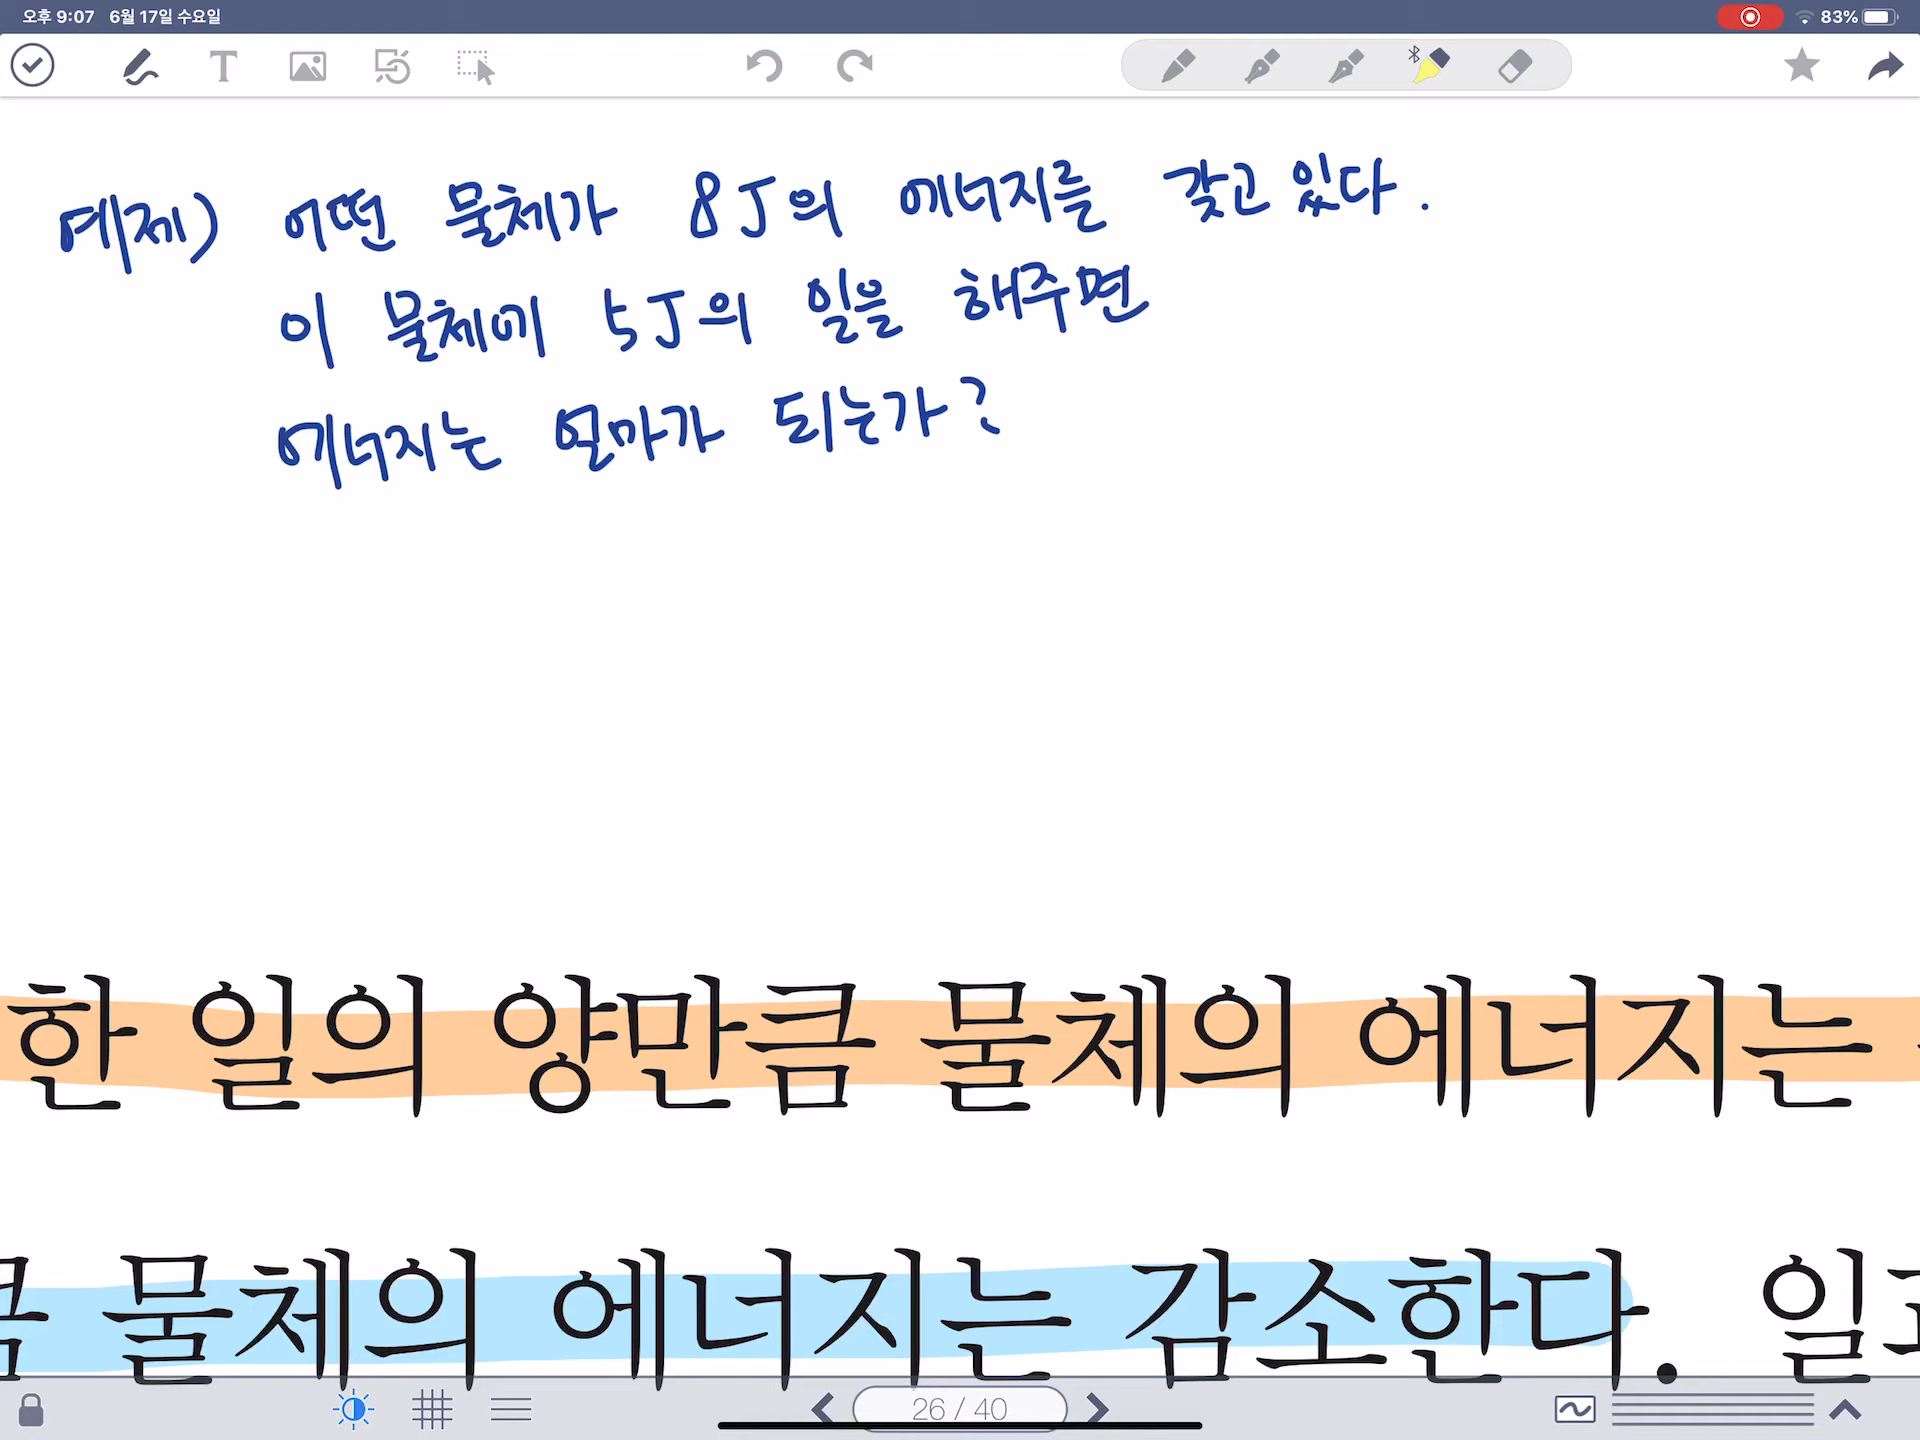 오후 9:07 6월 17일 수요일
83%
T
예제) 어떤 물체가 8J의 에너지를 갖고 있다.
이 물체에 5J의 일을 해주면
에너지는 얼마가 되는가?
한 일의 양만큼 물체의 에너지는
큼 물체의 에너지는 감소한다. 일과
26 / 40